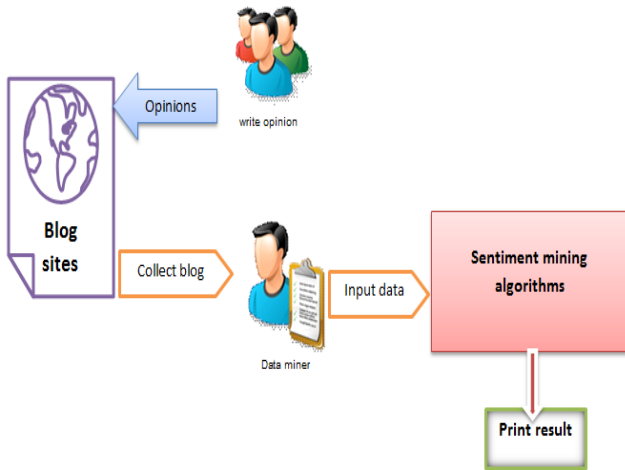 Opinions
write opinion
Blog
sites
Collect blog
Data miner
Input data
Sentiment mining
algorithms
Print result